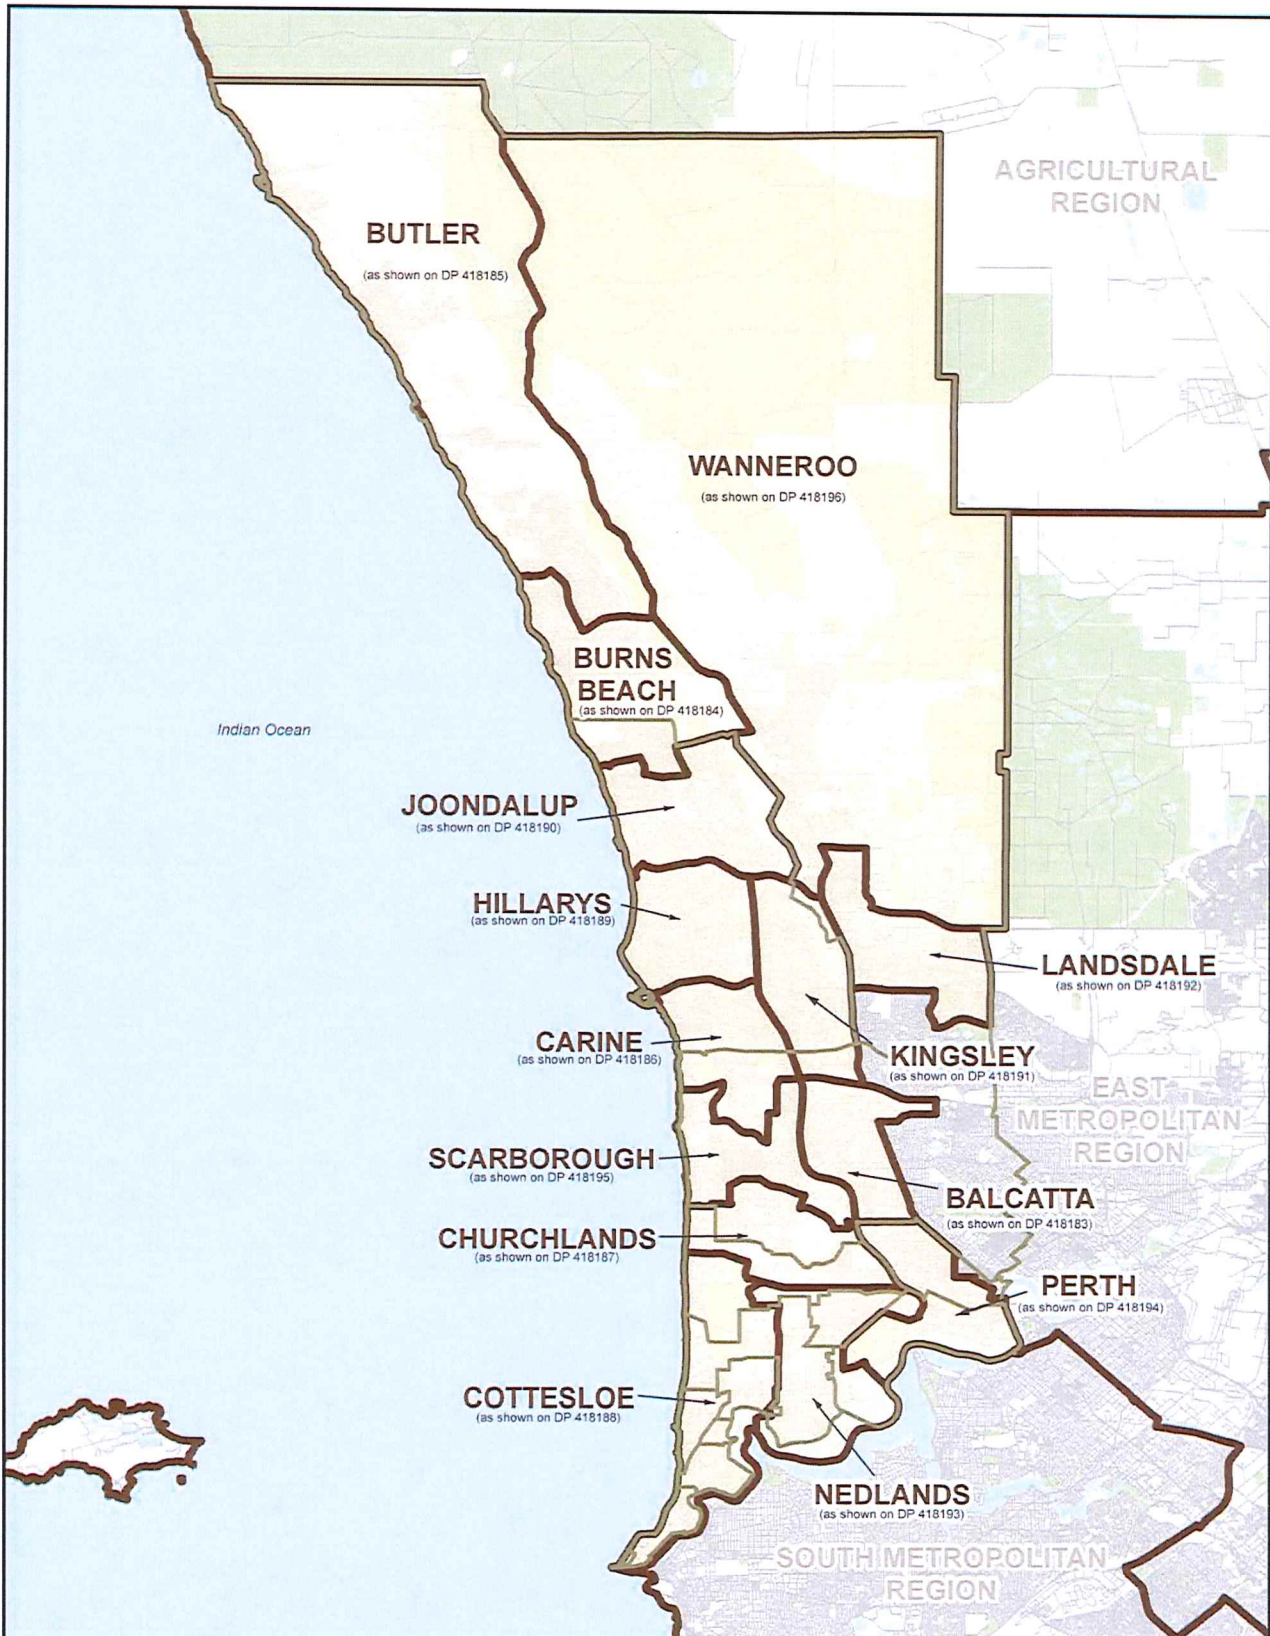 AGRICULTURAL
REGION
BUTLER
(as shown on DP 418185)
WANNEROO
(as shown on DP 418196)
BURNS
BEACH
(as shown on DP 418184)
Indian Ocean
JOONDALUP
(as shown on DP 418190)
HILLARYS
(as shown on DP 418189)
LANDSDALE
(as shown on DP 418192)
CARINE
(as shown on DP 418186)
KINGSLEY
(as shown on DP 418191)
EAST
METROPOLITAN
REGION
SCARBOROUGH
(as shown on DP 418195)
BALCATTA
(as shown on DP 418183)
CHURCHLANDS
(as shown on DP 418187)
PERTH
(as shown on DP 418194)
COTTESLOE
(as shown on DP 418188)
NEDLANDS
(as shown on DP 418193)
SOUTH METROPOLITAN
REGION